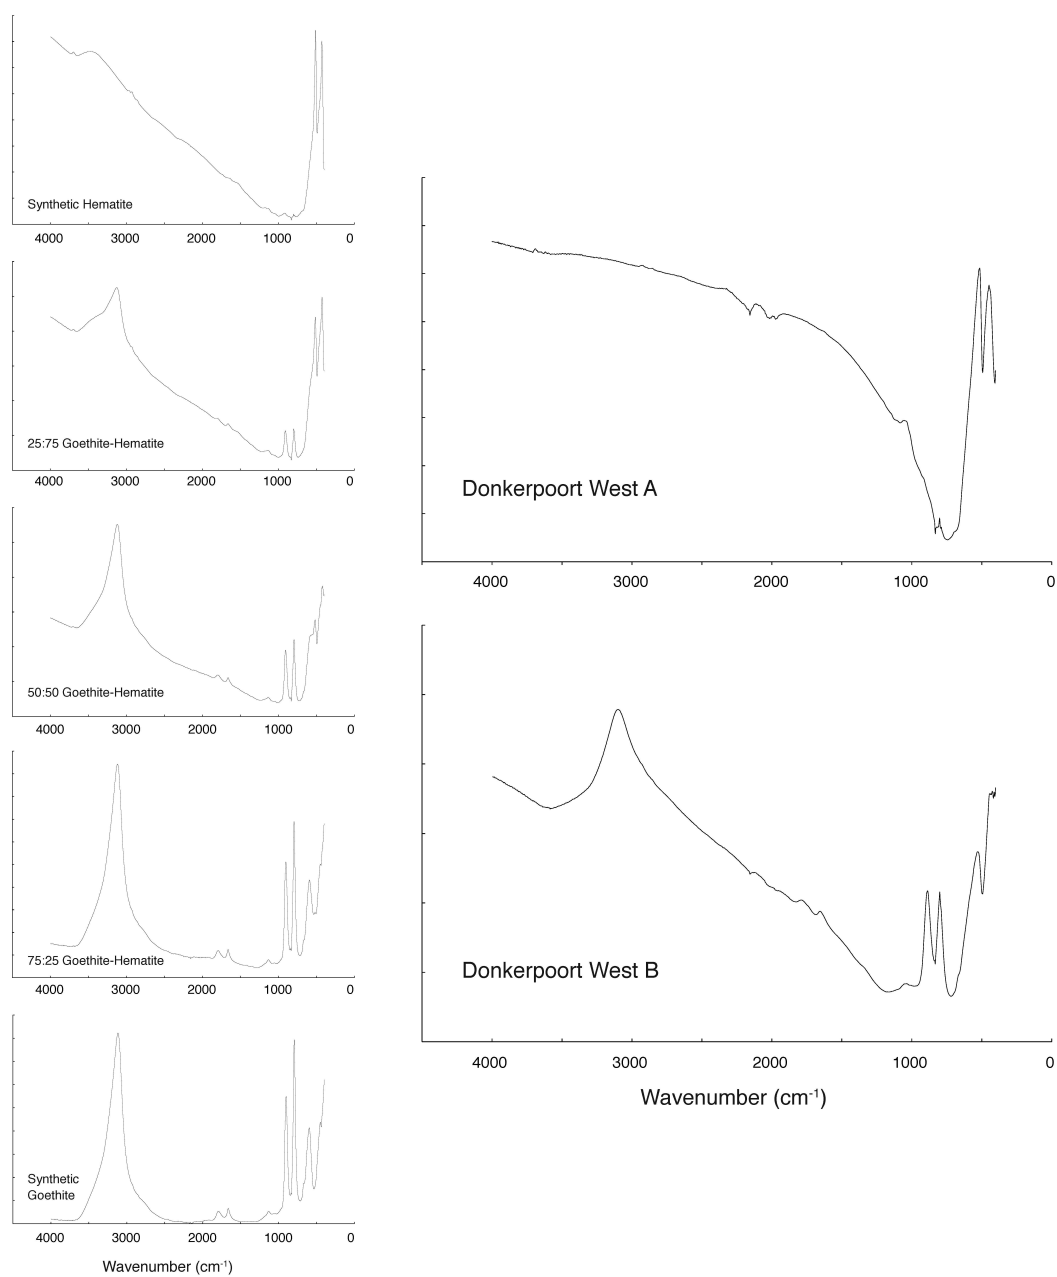 Synthetic Hematite
4000 3000 2000 1000 0
25:75 Goethite-Hematite
4000 3000 2000 1000 0
50:50 Goethite-Hematite
4000 3000 2000 1000 0
75:25 Goethite-Hematite
4000 3000 2000 1000 0
Synthetic
Goethite
4000 3000 2000 1000 0
Wavenumber (cm-1)
Donkerpoort West A
4000 3000 2000 1000 0
Donkerpoort West B
4000 3000 2000 1000 0
Wavenumber (cm-1)